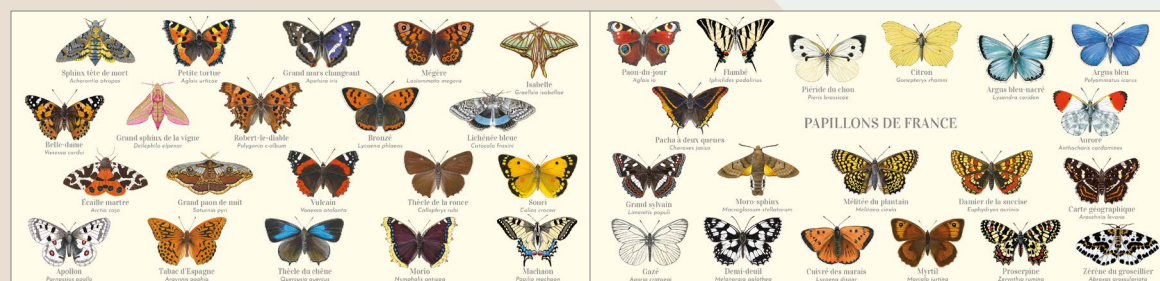 Sphinx tête de mort
Acherontia atropos
Petite tortue
Aglais urticae
Grand mars changeant
Apatura iris
Mégère
Lasiommata megera
Isabelle
Graellsia isabellae
Belle-dame
Vanessa cardui
Grand sphinx de la vigne
Deilephila elpenor
Robert-le-diable
Polygonia c-album
Bronzé
Lycaena phlaeas
Lichénée bleue
Catocala fraxini
Écaille martre
Arctia caja
Grand paon de nuit
Saturnia pyri
Vulcain
Vanessa atalanta
Thècle de la ronce
Callophrys rubi
Souci
Colias crocea
Apollon
Parnassius apollo
Tabac d'Espagne
Argynnis paphia
Thècle du chêne
Quercusia quercus
Morio
Nymphalis antiopa
Machaon
Papilio machaon
Paon-du-jour
Aglais io
Flambé
Iphiclides podalirius
Piéride du chou
Pieris brassicae
Citron
Gonepteryx rhamni
Argus bleu-nacré
Lysandra coridon
Argus bleu
Polyommatus icarus
Pacha à deux queues
Charaxes jasius
PAPILLONS DE FRANCE
Aurore
Anthocharis cardamines
Grand sylvain
Limenitis populi
Moro-sphinx
Macroglossum stellatarum
Mélitée du plantain
Melitaea cinxia
Damier de la succise
Euphydryas aurinia
Carte géographique
Araschnia levana
Gazé
Aporia crataegi
Demi-deuil
Melanargia galathea
Cuivré des marais
Lycaena dispar
Myrtil
Maniola jurtina
Proserpine
Zerynthia rumina
Zérène du groseillier
Abraxas grossulariata